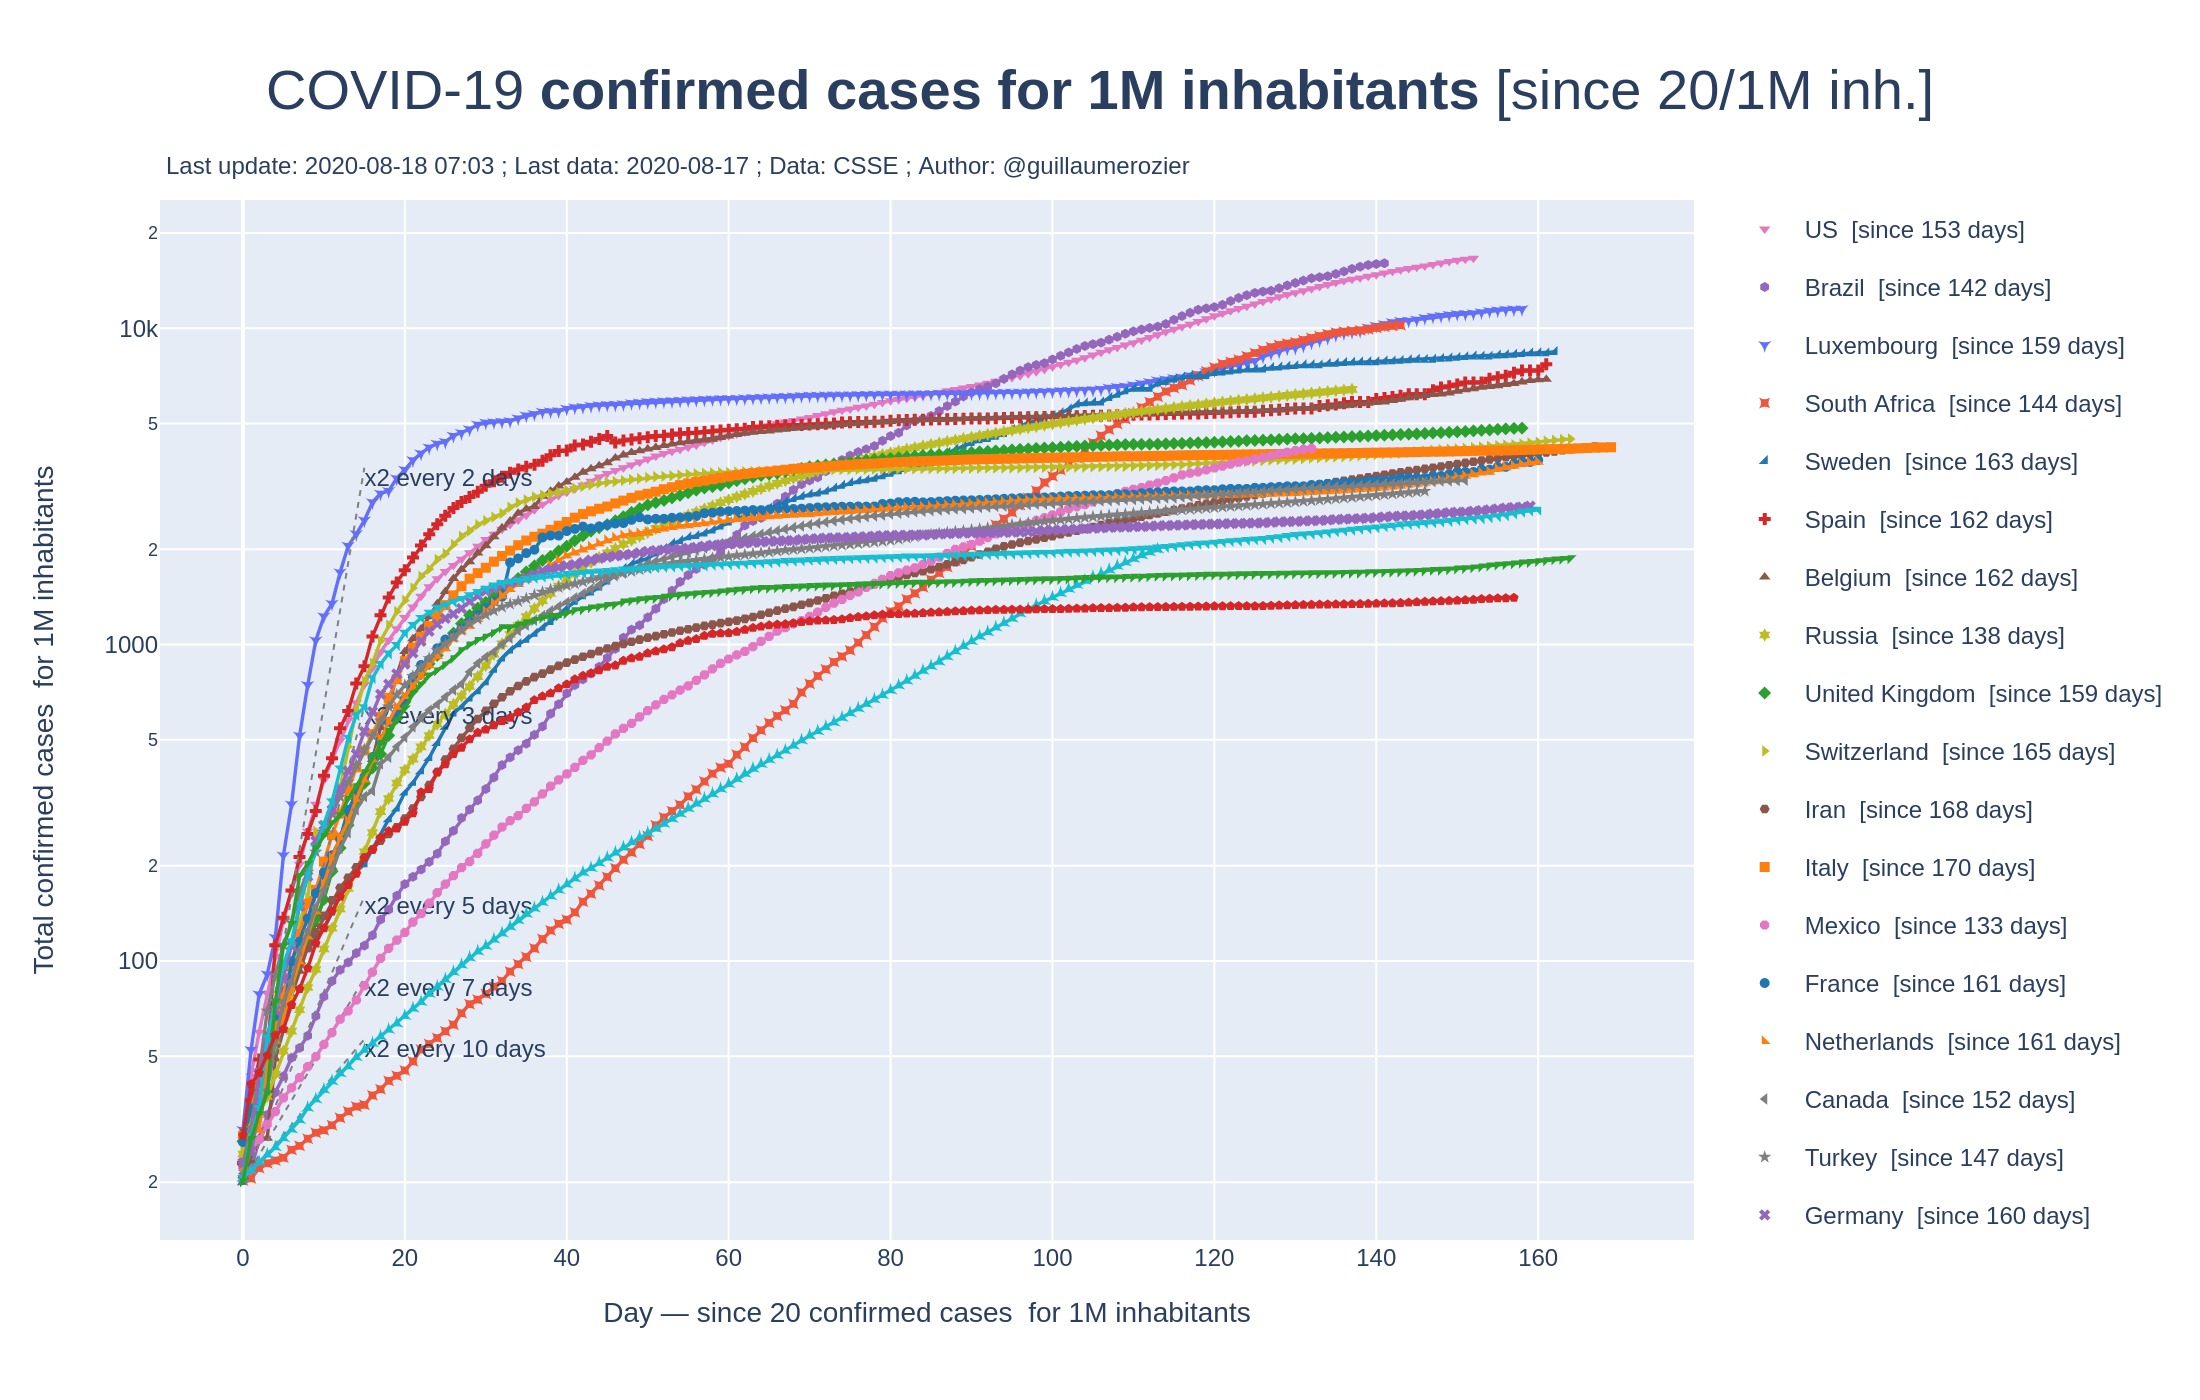 COVID-19 confirmed cases for 1M inhabitants [since 20/1M inh.]
Last update: 2020-08-18 07:03 ; Last data: 2020-08-17 ; Data: CSSE ; Author: @guillaumerozier
Total confirmed cases  for 1M inhabitants
2
10k
5
2
1000
5
2
100
5
2
x2 every 2 days
x2 every 3 days
x2 every 5 days
x2 every 7 days
x2 every 10 days
0 20 40 60 80 100 120 140 160
Day — since 20 confirmed cases  for 1M inhabitants
US  [since 153 days]
Brazil  [since 142 days]
Luxembourg  [since 159 days]
South Africa  [since 144 days]
Sweden  [since 163 days]
Spain  [since 162 days]
Belgium  [since 162 days]
Russia  [since 138 days]
United Kingdom  [since 159 days]
Switzerland  [since 165 days]
Iran  [since 168 days]
Italy  [since 170 days]
Mexico  [since 133 days]
France  [since 161 days]
Netherlands  [since 161 days]
Canada  [since 152 days]
Turkey  [since 147 days]
Germany  [since 160 days]